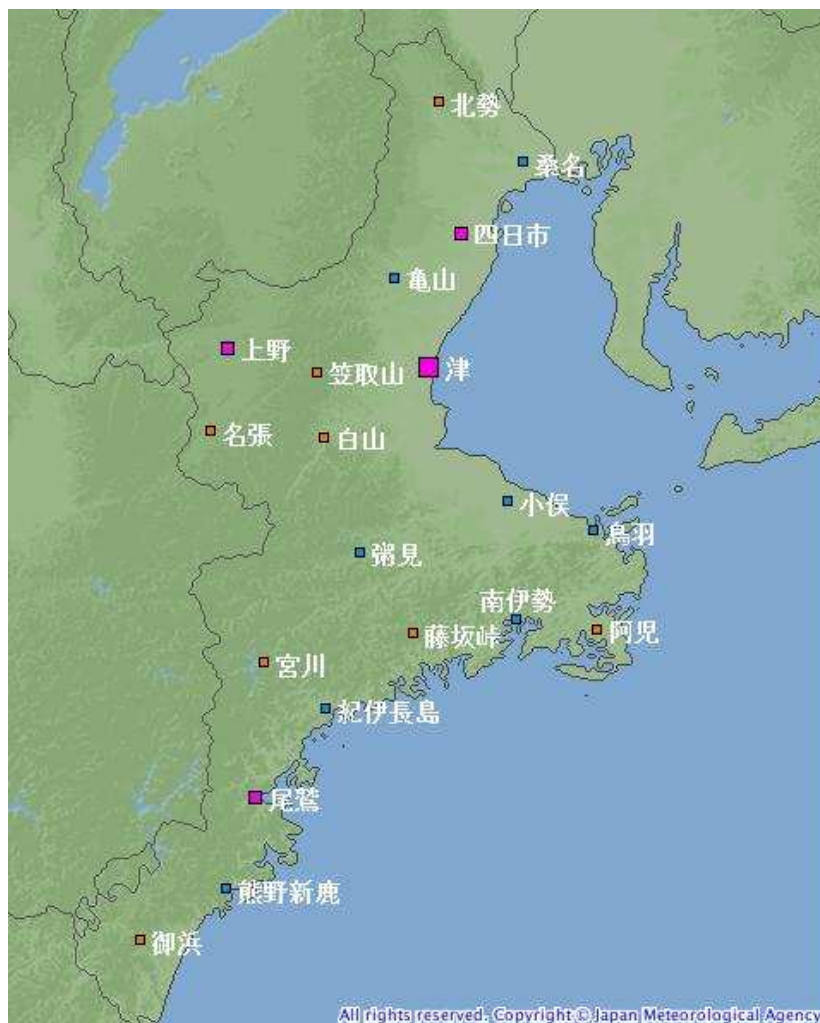 北勢
桑名
四日市
亀山
上野
笠取山
津
名張
白山
小俣
鳥羽
粥見
南伊勢
藤坂峠
阿児
宮川
紀伊長島
尾鷲
熊野新鹿
御浜
All rights reserved. Copyright © Japan Meteorological Agency